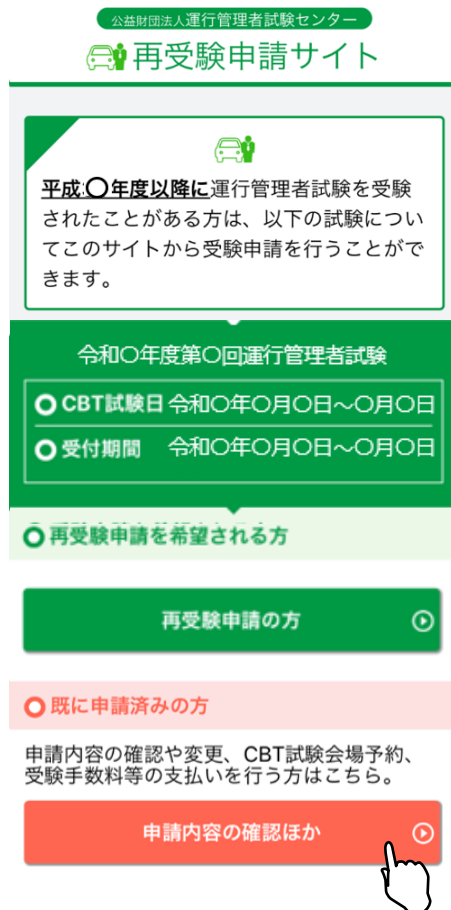 公益財団法人運行管理者試験センター
再受験申請サイト
平成〇年度以降に運行管理者試験を受験
されたことがある方は、以下の試験につい
てこのサイトから受験申請を行うことがで
きます。
令和〇年度第〇回運行管理者試験
CBT試験日 令和〇年〇月〇日～〇月〇日
受付期間 令和〇年〇月〇日～〇月〇日
再受験申請を希望される方
再受験申請の方
既に申請済みの方
申請内容の確認や変更、CBT試験会場予約、
受験手数料等の支払いを行う方はこちら。
申請内容の確認ほか